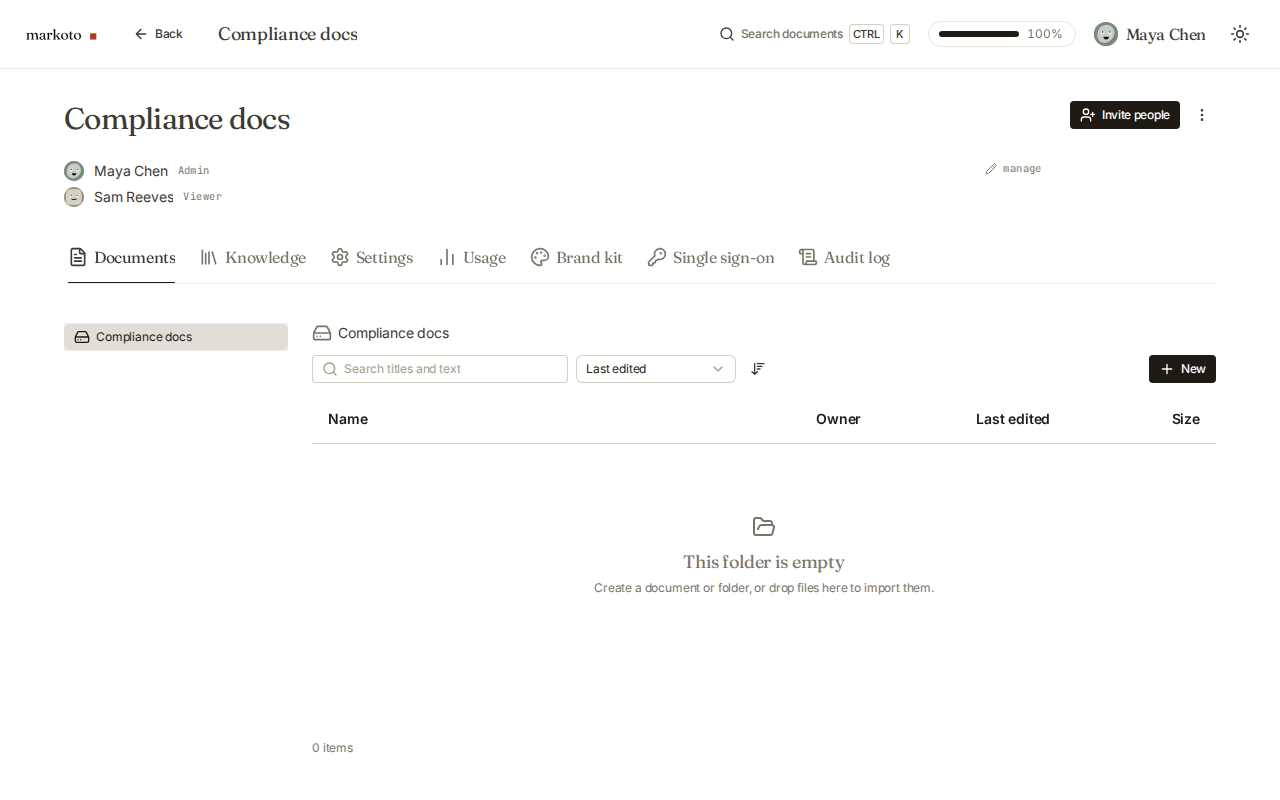 markoto
Back
Compliance docs
Search documents CTRL K
100%
Maya Chen
Compliance docs
Invite people
Maya Chen Admin
manage
Sam Reeves Viewer
Documents
Knowledge
Settings
Usage
Brand kit
Single sign-on
Audit log
Compliance docs
Compliance docs
Search titles and text
Last edited
New
Name
Owner
Last edited
Size
This folder is empty
Create a document or folder, or drop files here to import them.
0 items